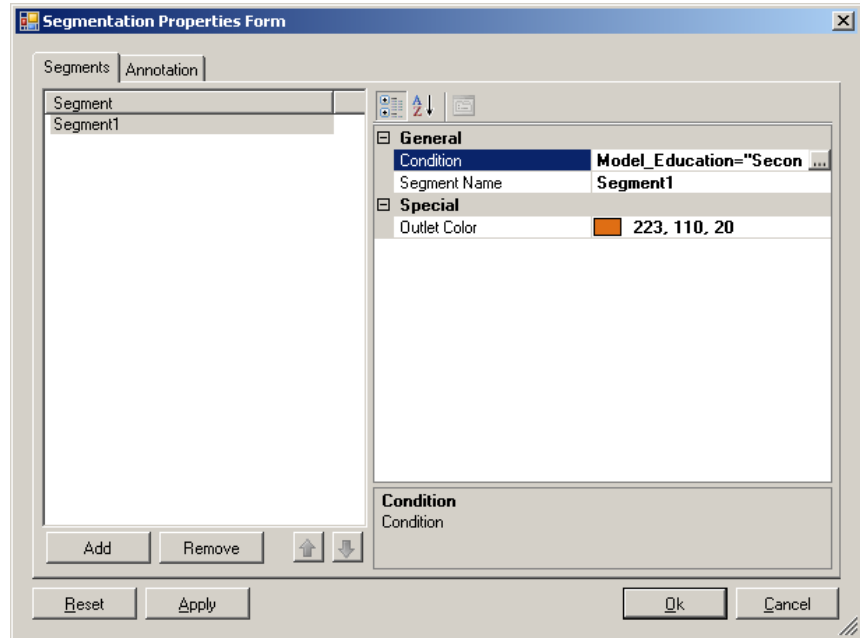 Segmentation Properties Form
Segments Annotation
Segment
Segment1
General
Condition Model_Education="Secon ...
Segment Name Segment1
Special
Outlet Color 223, 110, 20
Condition
Condition
Add Remove
Reset Apply Ok Cancel